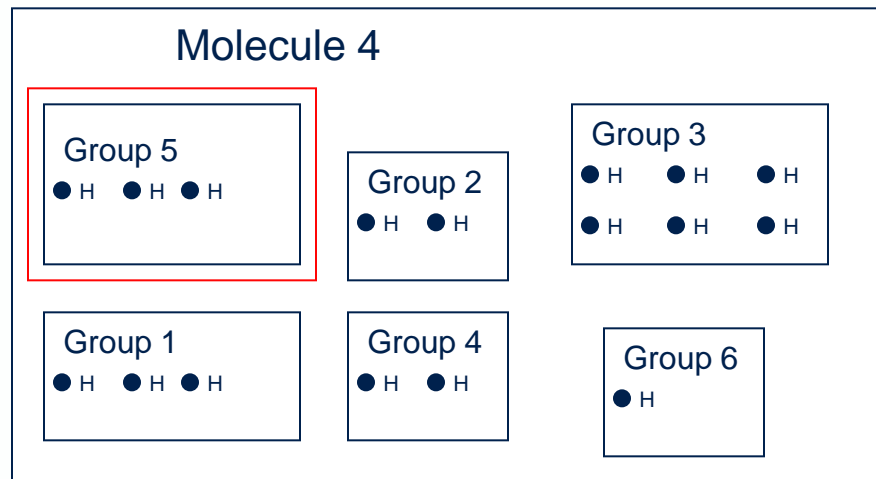 Molecule 4
Group 5
H H H
Group 2
H H
Group 3
H H H
H H H
Group 1
H H H
Group 4
H H
Group 6
H